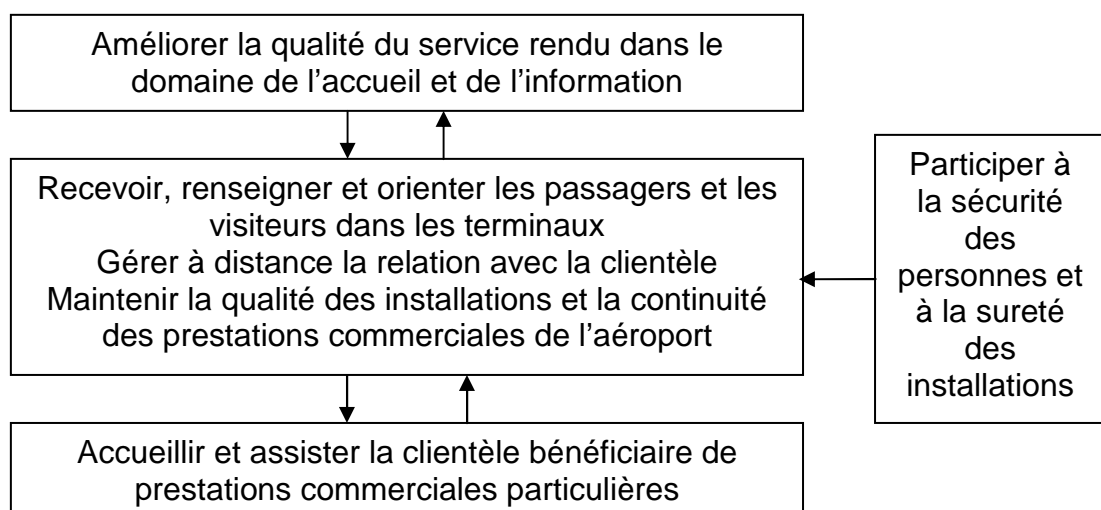 Améliorer la qualité du service rendu dans le
domaine de l’accueil et de l’information
Recevoir, renseigner et orienter les passagers et les
visiteurs dans les terminaux
Gérer à distance la relation avec la clientèle
Maintenir la qualité des installations et la continuité
des prestations commerciales de l’aéroport
Participer à
la sécurité
des
personnes et
à la sureté
des
installations
Accueillir et assister la clientèle bénéficiaire de
prestations commerciales particulières